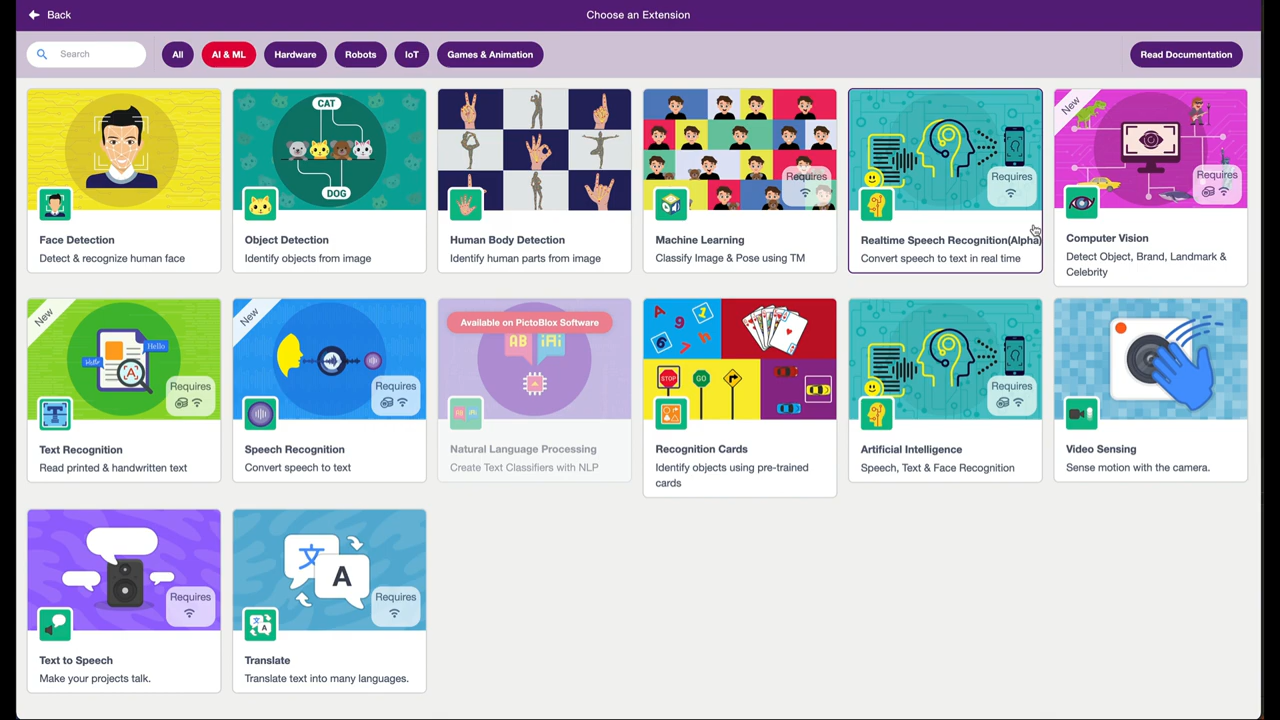 Back
Choose an Extension
Search
All
AI & ML
Hardware
Robots
IoT
Games & Animation
Read Documentation
Face Detection
Detect & recognize human face
CAT
DOG
Object Detection
Identify objects from image
Human Body Detection
Identify human parts from image
Requires
Machine Learning
Classify Image & Pose using TM
Requires
Realtime Speech Recognition(Alpha)
Convert speech to text in real time
New
Requires
Computer Vision
Detect Object, Brand, Landmark &
Celebrity
New
Hello
Hello
A
Requires
T
Text Recognition
Read printed & handwritten text
New
Requires
Speech Recognition
Convert speech to text
Available on PictoBlox Software
AB
Natural Language Processing
Create Text Classifiers with NLP
A
9
1
6
7
STOP
GO
Recognition Cards
Identify objects using pre-trained
cards
Requires
Artificial Intelligence
Speech, Text & Face Recognition
Video Sensing
Sense motion with the camera.
Requires
Text to Speech
Make your projects talk.
文
A
Requires
Translate
Translate text into many languages.